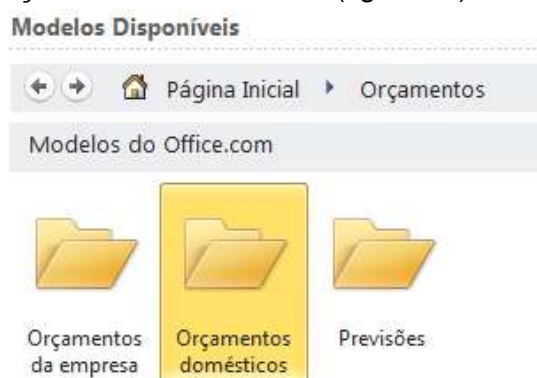 Modelos Disponíveis
Página Inicial Orçamentos
Modelos do Office.com
Orçamentos da empresa
Orçamentos domésticos
Previsões